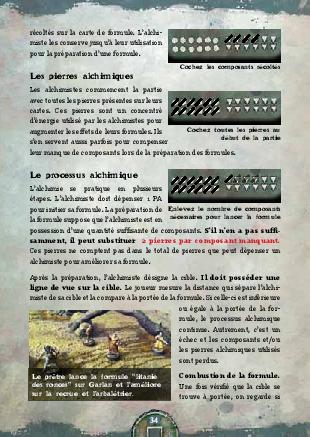 récoltés sur la carte de formule. L'alchi-
miste les conserve jusqu'à leur utilisation
pour la préparation d'une formule.
Cochez les composants récoltés
Les pierres alchimiques
Les alchimistes commencent la partie
avec toutes les pierres présentes sur leurs
cartes. Ces pierres sont un concentré
d'énergie utilisé par les alchimistes pour
augmenter les effets de leurs formules. Ils
s'en servent aussi parfois pour compenser
leur manque de composants lors de la préparation des formules.
Cochez toutes les pierres au
début de la partie
Le processus alchimique
L'alchimie se pratique en plusieurs
étapes. L'alchimiste doit dépenser 1 PA
pour initier sa formule. La préparation de
la formule suppose que l'alchimiste est en
possession d'une quantité suffisante de composants. S'il n'en a pas suffi-
samment, il peut substituer 2 pierres par composant manquant.
Ces pierres ne comptent pas dans le total de pierres que peut dépenser un
alchimiste pour améliorer sa formule.
Enlevez le nombre de composants
nécessaires pour lancer la formule
Après la préparation, l'alchimiste désigne la cible. Il doit posséder une
ligne de vue sur la cible. Le joueur mesure la distance qui sépare l'alchi-
miste de sa cible et la compare à la portée de la formule. Si celle-ci est inférieure
ou égale à la portée de la for-
mule, le processus alchimique
continue. Autrement, c'est un
échec et les composants et/ou
les pierres alchimiques utilisés
sont perdus.
Le prêtre lance la formule "litanie
des ronces" sur Garlan et l'améliore
sur la recrue et l'arbalétrier.
Combustion de la formule.
Une fois vérifié que la cible se
trouve à portée, on regarde si
34